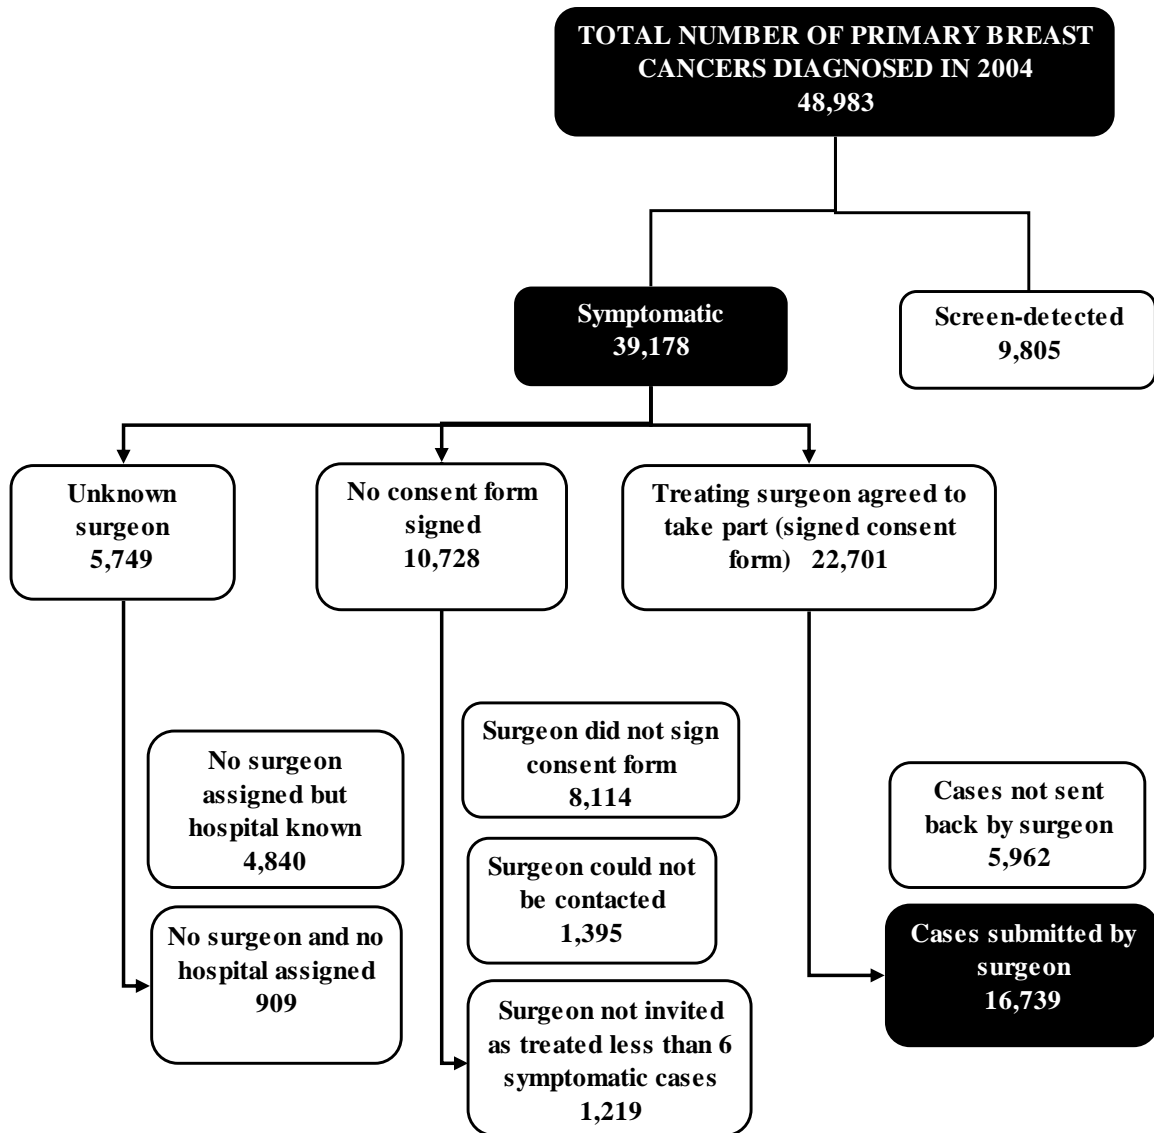 TOTAL NUMBER OF PRIMARY BREAST
CANCERS DIAGNOSED IN 2004
48,983
Symptomatic
39,178
Screen-detected
9,805
Unknown
surgeon
5,749
No consent form
signed
10,728
Treating surgeon agreed to
take part (signed consent
form) 22,701
No surgeon
assigned but
hospital known
4,840
No surgeon and no
hospital assigned
909
Surgeon did not sign
consent form
8,114
Surgeon could not
be contacted
1,395
Surgeon not invited
as treated less than 6
symptomatic cases
1,219
Cases not sent
back by surgeon
5,962
Cases submitted by
surgeon
16,739